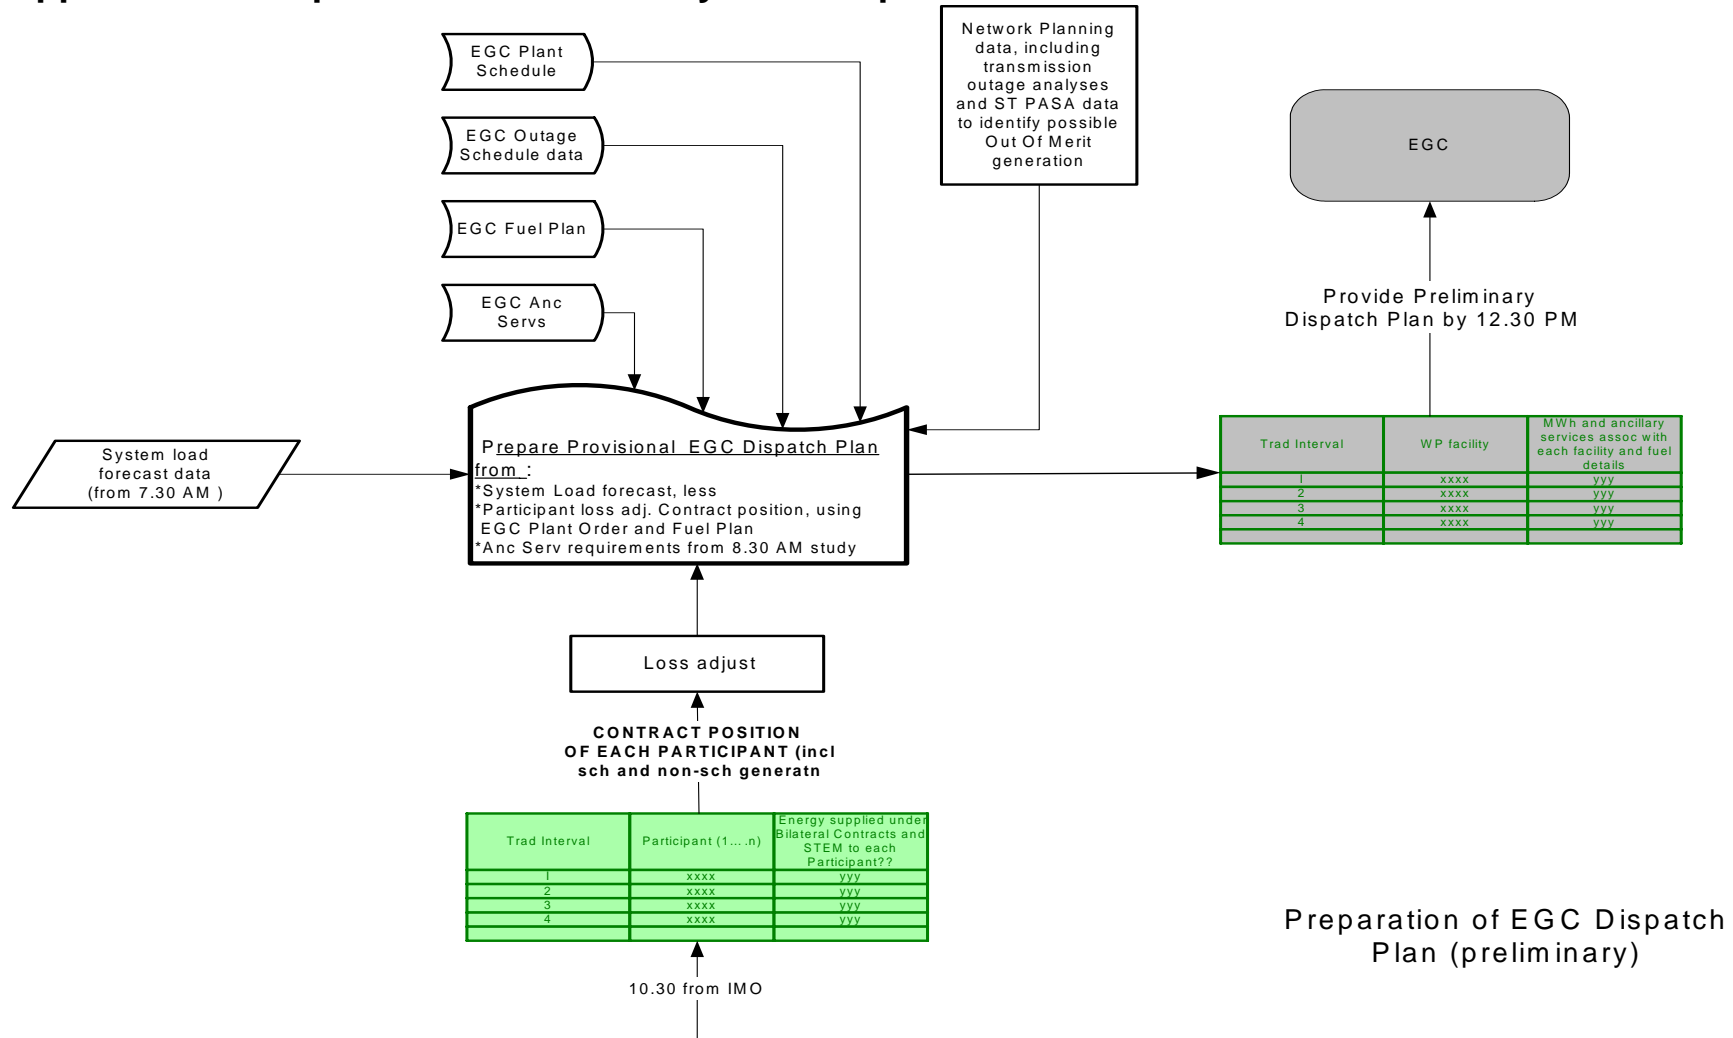 EGC Plant
Schedule
EGC Outage
Schedule data
EGC Fuel Plan
EGC Anc
Servs
Network Planning
data, including
transmission
outage analyses
and ST PASA data
to identify possible
Out Of Merit
generation
EGC
Provide Preliminary
Dispatch Plan by 12.30 PM
System load
forecast data
(from 7.30 AM )
Prepare Provisional EGC Dispatch Plan
from :
*System Load forecast, less
*Participant loss adj. Contract position, using
EGC Plant Order and Fuel Plan
*Anc Serv requirements from 8.30 AM study
Trad Interval WP facility MWh and ancillary
services assoc with
each facility and fuel
details
I xxxx yyy
2 xxxx yyy
3 xxxx yyy
4 xxxx yyy
Loss adjust
CONTRACT POSITION
OF EACH PARTICIPANT (incl
sch and non-sch generatn
Trad Interval Participant (1....n) Energy supplied under
Bilateral Contracts and
STEM to each
Participant??
I xxxx yyy
2 xxxx yyy
3 xxxx yyy
4 xxxx yyy
10.30 from IMO
Preparation of EGC Dispatch
Plan (preliminary)